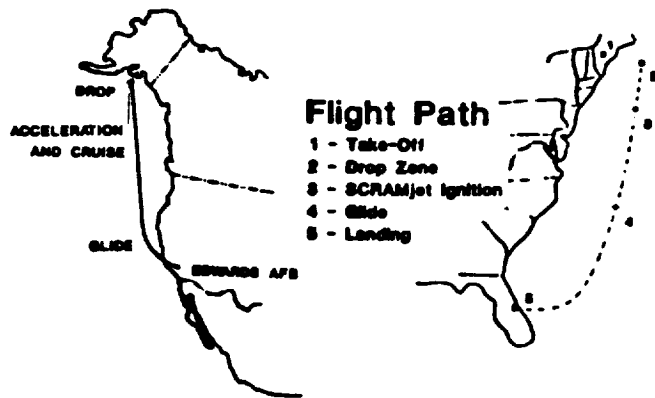 DROP
ACCELERATION
AND CRUISE
GLIDE
EDWARDS AFB
Flight Path
1 - Take-Off
2 - Drop Zone
3 - SCRAMjet Ignition
4 - Glide
5 - Landing
1
2
3
4
5